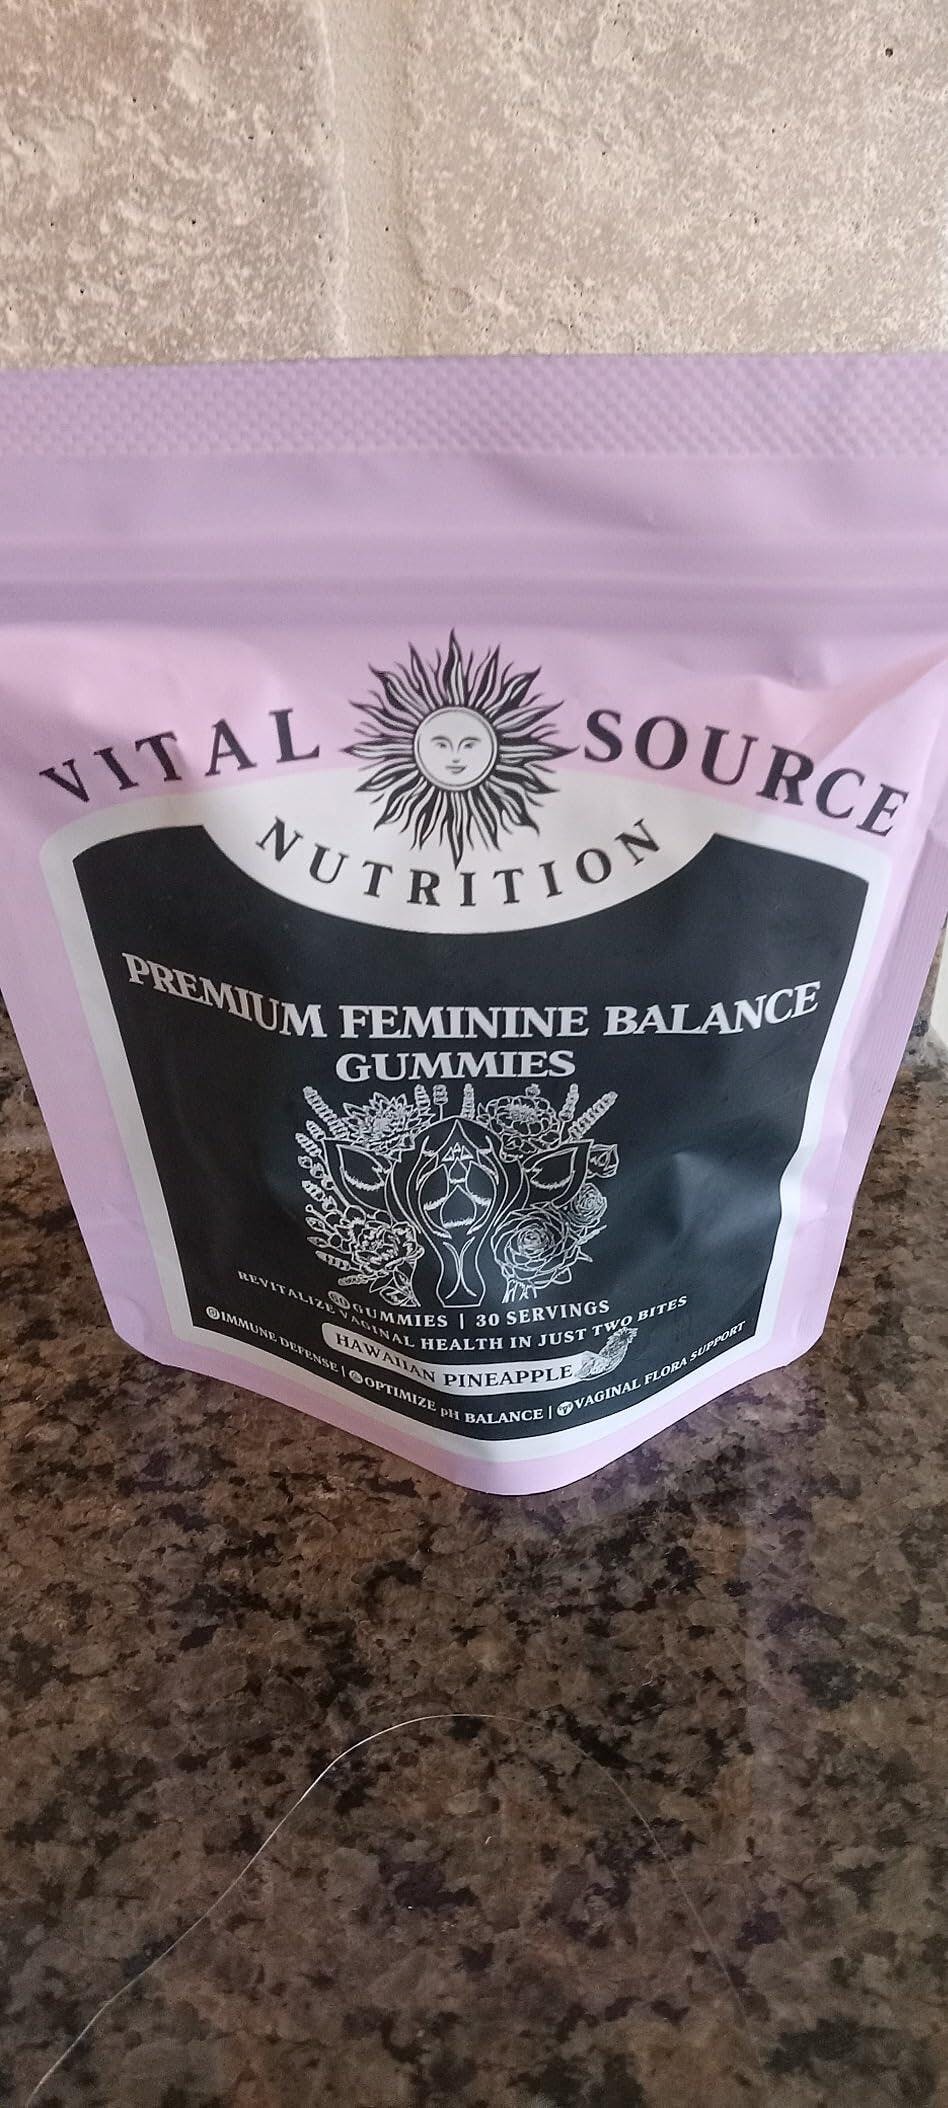 VITAL SOURCE
NUTRITION
PREMIUM FEMININE BALANCE
GUMMIES
60 GUMMIES | 30 SERVINGS
REVITALIZE VAGINAL HEALTH IN JUST TWO BITES
HAWAIIAN PINEAPPLE
IMMUNE DEFENSE | OPTIMIZE pH BALANCE | VAGINAL FLORA SUPPORT